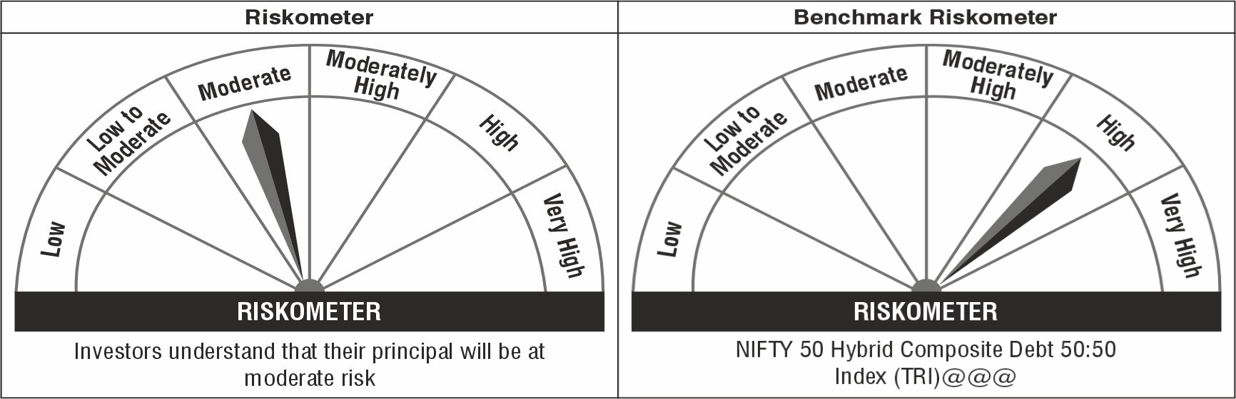 Riskometer
Low
Low to
Moderate
Moderate
Moderately
High
High
Very High
RISKOMETER
Investors understand that their principal will be at
moderate risk
Benchmark Riskometer
Low
Low to
Moderate
Moderate
Moderately
High
High
Very High
RISKOMETER
NIFTY 50 Hybrid Composite Debt 50:50
Index (TRI)@@@